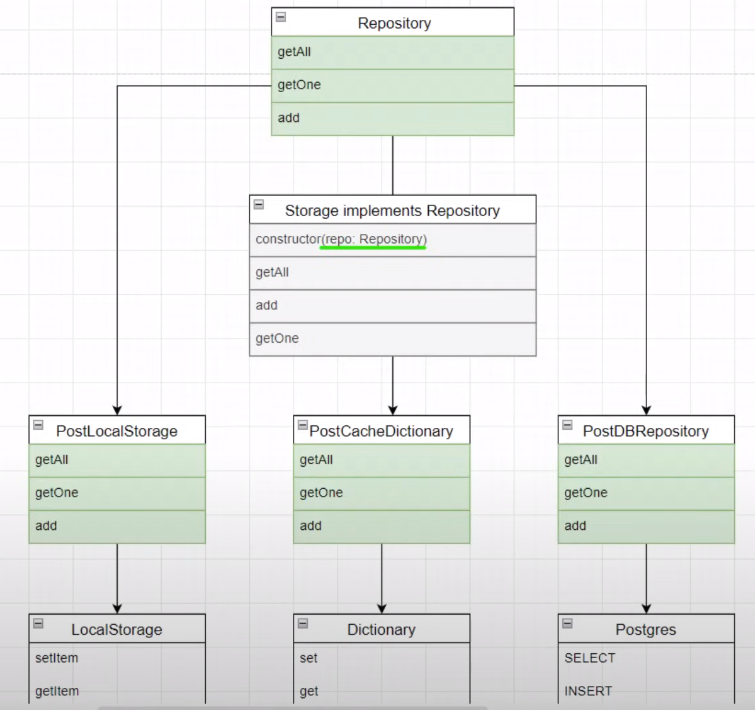 Repository
getAll
getOne
add
Storage implements Repository
constructor(repo: Repository)
getAll
add
getOne
PostLocalStorage
getAll
getOne
add
PostCacheDictionary
getAll
getOne
add
PostDBRepository
getAll
getOne
add
LocalStorage
setItem
getItem
Dictionary
set
get
Postgres
SELECT
INSERT